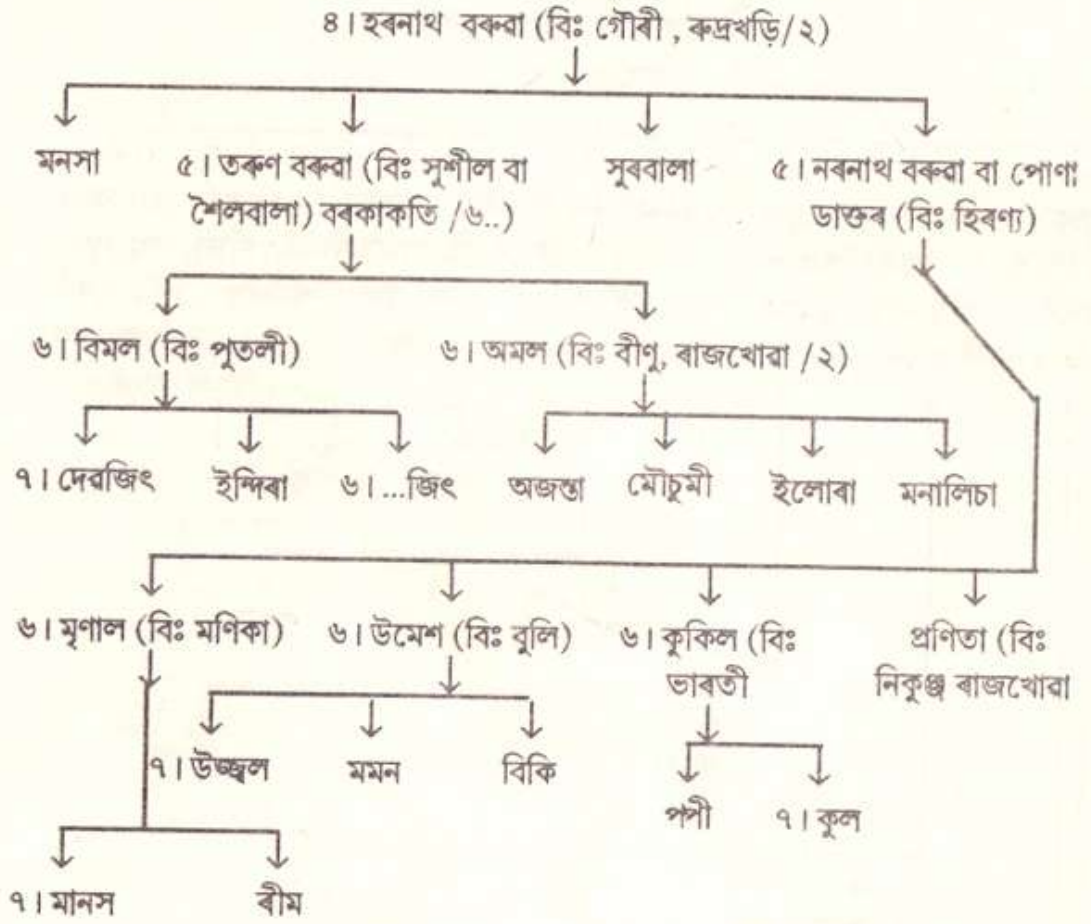 ৪। হৰনাথ বৰুৱা (বিঃ গৌৰী , ৰুদ্ৰখড়ি/২)
মনসা ৫। তৰুণ বৰুৱা (বিঃ সুশীল বা সুৰবালা ৫। নৰনাথ বৰুৱা বা পোণা
শৈলবালা) বৰকাকতি /৬..) ডাক্তৰ (বিঃ হিৰণ্য)
৬। বিমল (বিঃ পুতলী) ৬। অমল (বিঃ বীণু, ৰাজখোৱা /২)
৭। দেৱজিৎ ইন্দিৰা ৬।...জিৎ অজন্তা মৌচুমী ইলোৰা মনালিচা
৬। মৃণাল (বিঃ মণিকা) ৬। উমেশ (বিঃ বুলি) ৬। কুকিল (বিঃ প্ৰণিতা (বিঃ
ভাৰতী নিকুঞ্জ ৰাজখোৱা
৭। উজ্জ্বল মমন বিকি
পপী ৭। কুল
৭। মানস ৰীম